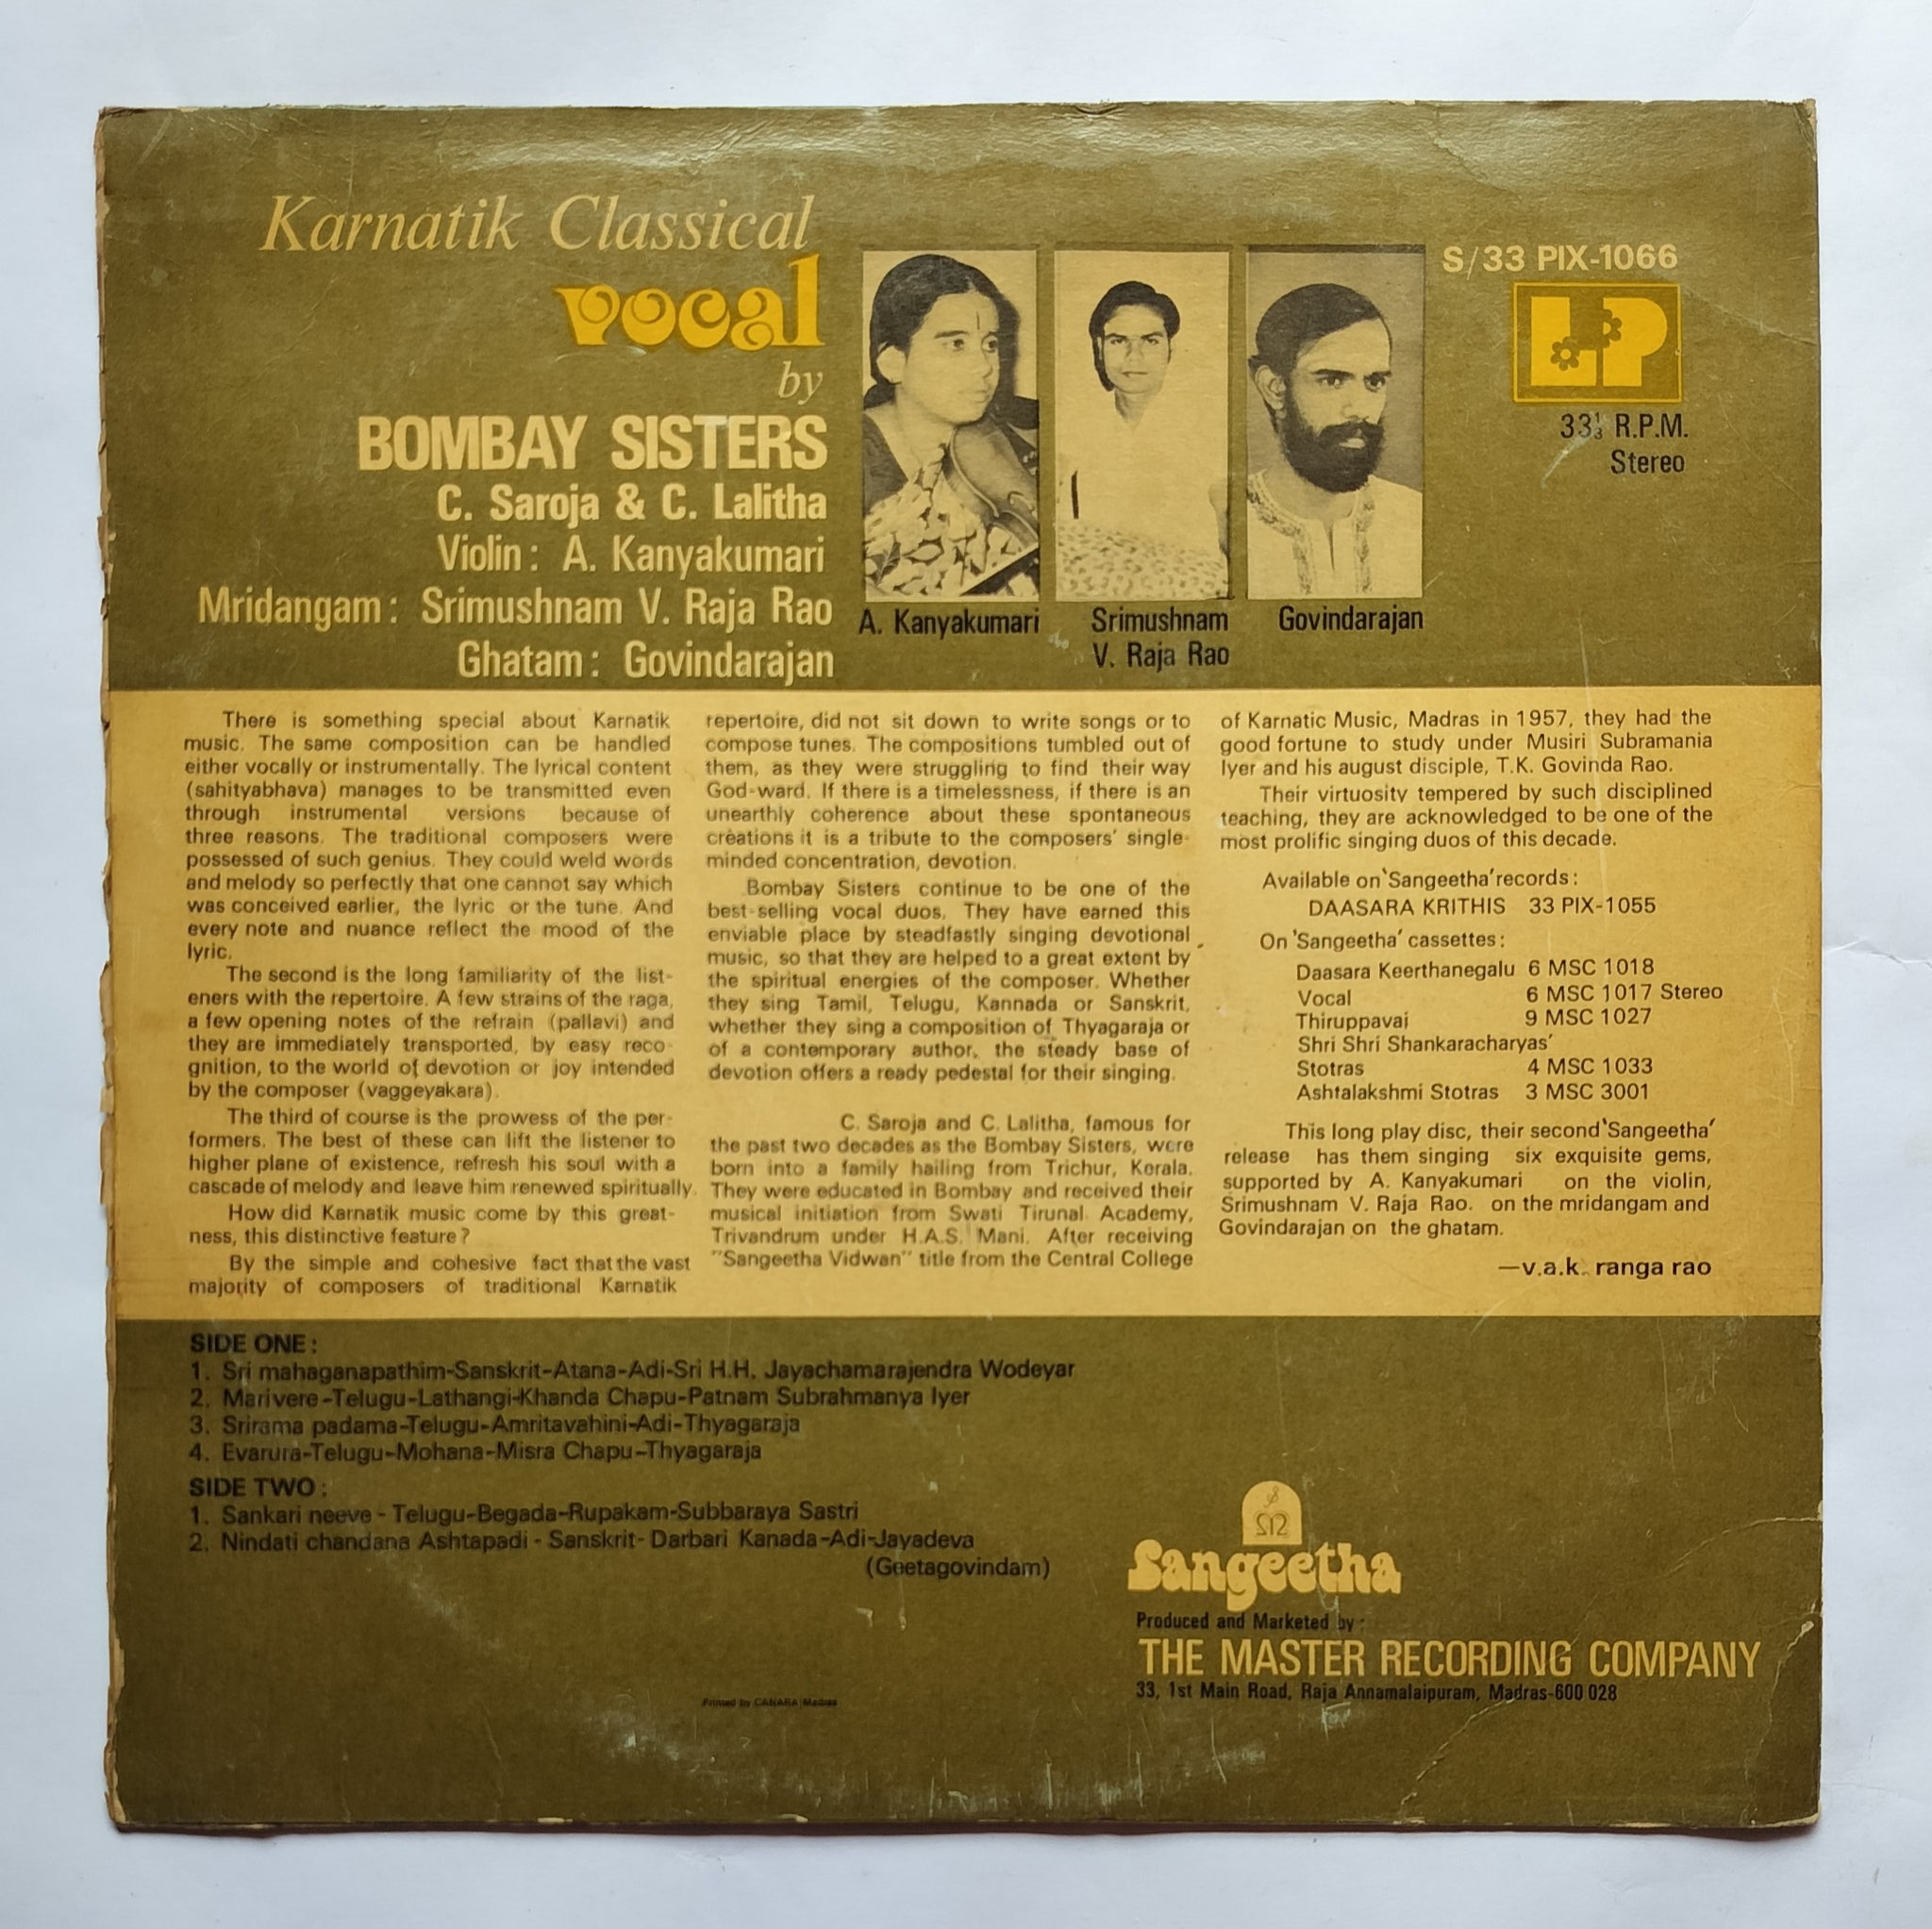 Karnatik Classical
vocal
by
BOMBAY SISTERS
C. Saroja & C. Lalitha
Violin : A. Kanyakumari
Mridangam : Srimushnam V. Raja Rao
Ghatam : Govindarajan
A. Kanyakumari
Srimushnam
V. Raja Rao
Govindarajan
S/33 PIX-1066
LP
33⅓ R.P.M.
Stereo
There is something special about Karnatik
music. The same composition can be handled
either vocally or instrumentally. The lyrical content
(sahityabhava) manages to be transmitted even
through instrumental versions because of
three reasons. The traditional composers were
possessed of such genius. They could weld words
and melody so perfectly that one cannot say which
was conceived earlier, the lyric or the tune. And
every note and nuance reflect the mood of the
lyric.
The second is the long familiarity of the list-
eners with the repertoire. A few strains of the raga,
a few opening notes of the refrain (pallavi) and
they are immediately transported, by easy reco-
gnition, to the world of devotion or joy intended
by the composer (vaggeyakara).
The third of course is the prowess of the per-
formers. The best of these can lift the listener to
higher plane of existence, refresh his soul with a
cascade of melody and leave him renewed spiritually.
How did Karnatik music come by this great-
ness, this distinctive feature?
By the simple and cohesive fact that the vast
majority of composers of traditional Karnatik
repertoire, did not sit down to write songs or to
compose tunes. The compositions tumbled out of
them, as they were struggling to find their way
God-ward. If there is a timelessness, if there is an
unearthly coherence about these spontaneous
creations it is a tribute to the composers' single-
minded concentration, devotion.
Bombay Sisters continue to be one of the
best-selling vocal duos. They have earned this
enviable place by steadfastly singing devotional
music, so that they are helped to a great extent by
the spiritual energies of the composer. Whether
they sing Tamil, Telugu, Kannada or Sanskrit,
whether they sing a composition of Thyagaraja or
of a contemporary author, the steady base of
devotion offers a ready pedestal for their singing.
C. Saroja and C. Lalitha, famous for
the past two decades as the Bombay Sisters, were
born into a family hailing from Trichur, Kerala.
They were educated in Bombay and received their
musical initiation from Swati Tirunal Academy,
Trivandrum under H.A.S. Mani. After receiving
"Sangeetha Vidwan" title from the Central College
of Karnatic Music, Madras in 1957, they had the
good fortune to study under Musiri Subramania
Iyer and his august disciple, T.K. Govinda Rao.
Their virtuosity tempered by such disciplined
teaching, they are acknowledged to be one of the
most prolific singing duos of this decade.
Available on 'Sangeetha' records :
DAASARA KRITHIS 33 PIX-1055
On 'Sangeetha' cassettes :
Daasara Keerthanegalu 6 MSC 1018
Vocal 6 MSC 1017 Stereo
Thiruppavai 9 MSC 1027
Shri Shri Shankaracharyas'
Stotras 4 MSC 1033
Ashtalakshmi Stotras 3 MSC 3001
This long play disc, their second 'Sangeetha'
release has them singing six exquisite gems,
supported by A. Kanyakumari on the violin,
Srimushnam V. Raja Rao. on the mridangam and
Govindarajan on the ghatam.
—v.a.k. ranga rao
SIDE ONE :
1. Sri mahaganapathim-Sanskrit-Atana-Adi-Sri H.H. Jayachamarajendra Wodeyar
2. Marivere-Telugu-Lathangi-Khanda Chapu-Patnam Subrahmanya Iyer
3. Srirama padama-Telugu-Amritavahini-Adi-Thyagaraja
4. Evarura-Telugu-Mohana-Misra Chapu-Thyagaraja
SIDE TWO :
1. Sankari neeve - Telugu-Begada-Rupakam-Subbaraya Sastri
2. Nindati chandana Ashtapadi - Sanskrit- Darbari Kanada-Adi-Jayadeva
(Geetagovindam)
Sangeetha
Produced and Marketed by :
THE MASTER RECORDING COMPANY
33, 1st Main Road, Raja Annamalaipuram, Madras-600 028
Printed by CANARA Madras